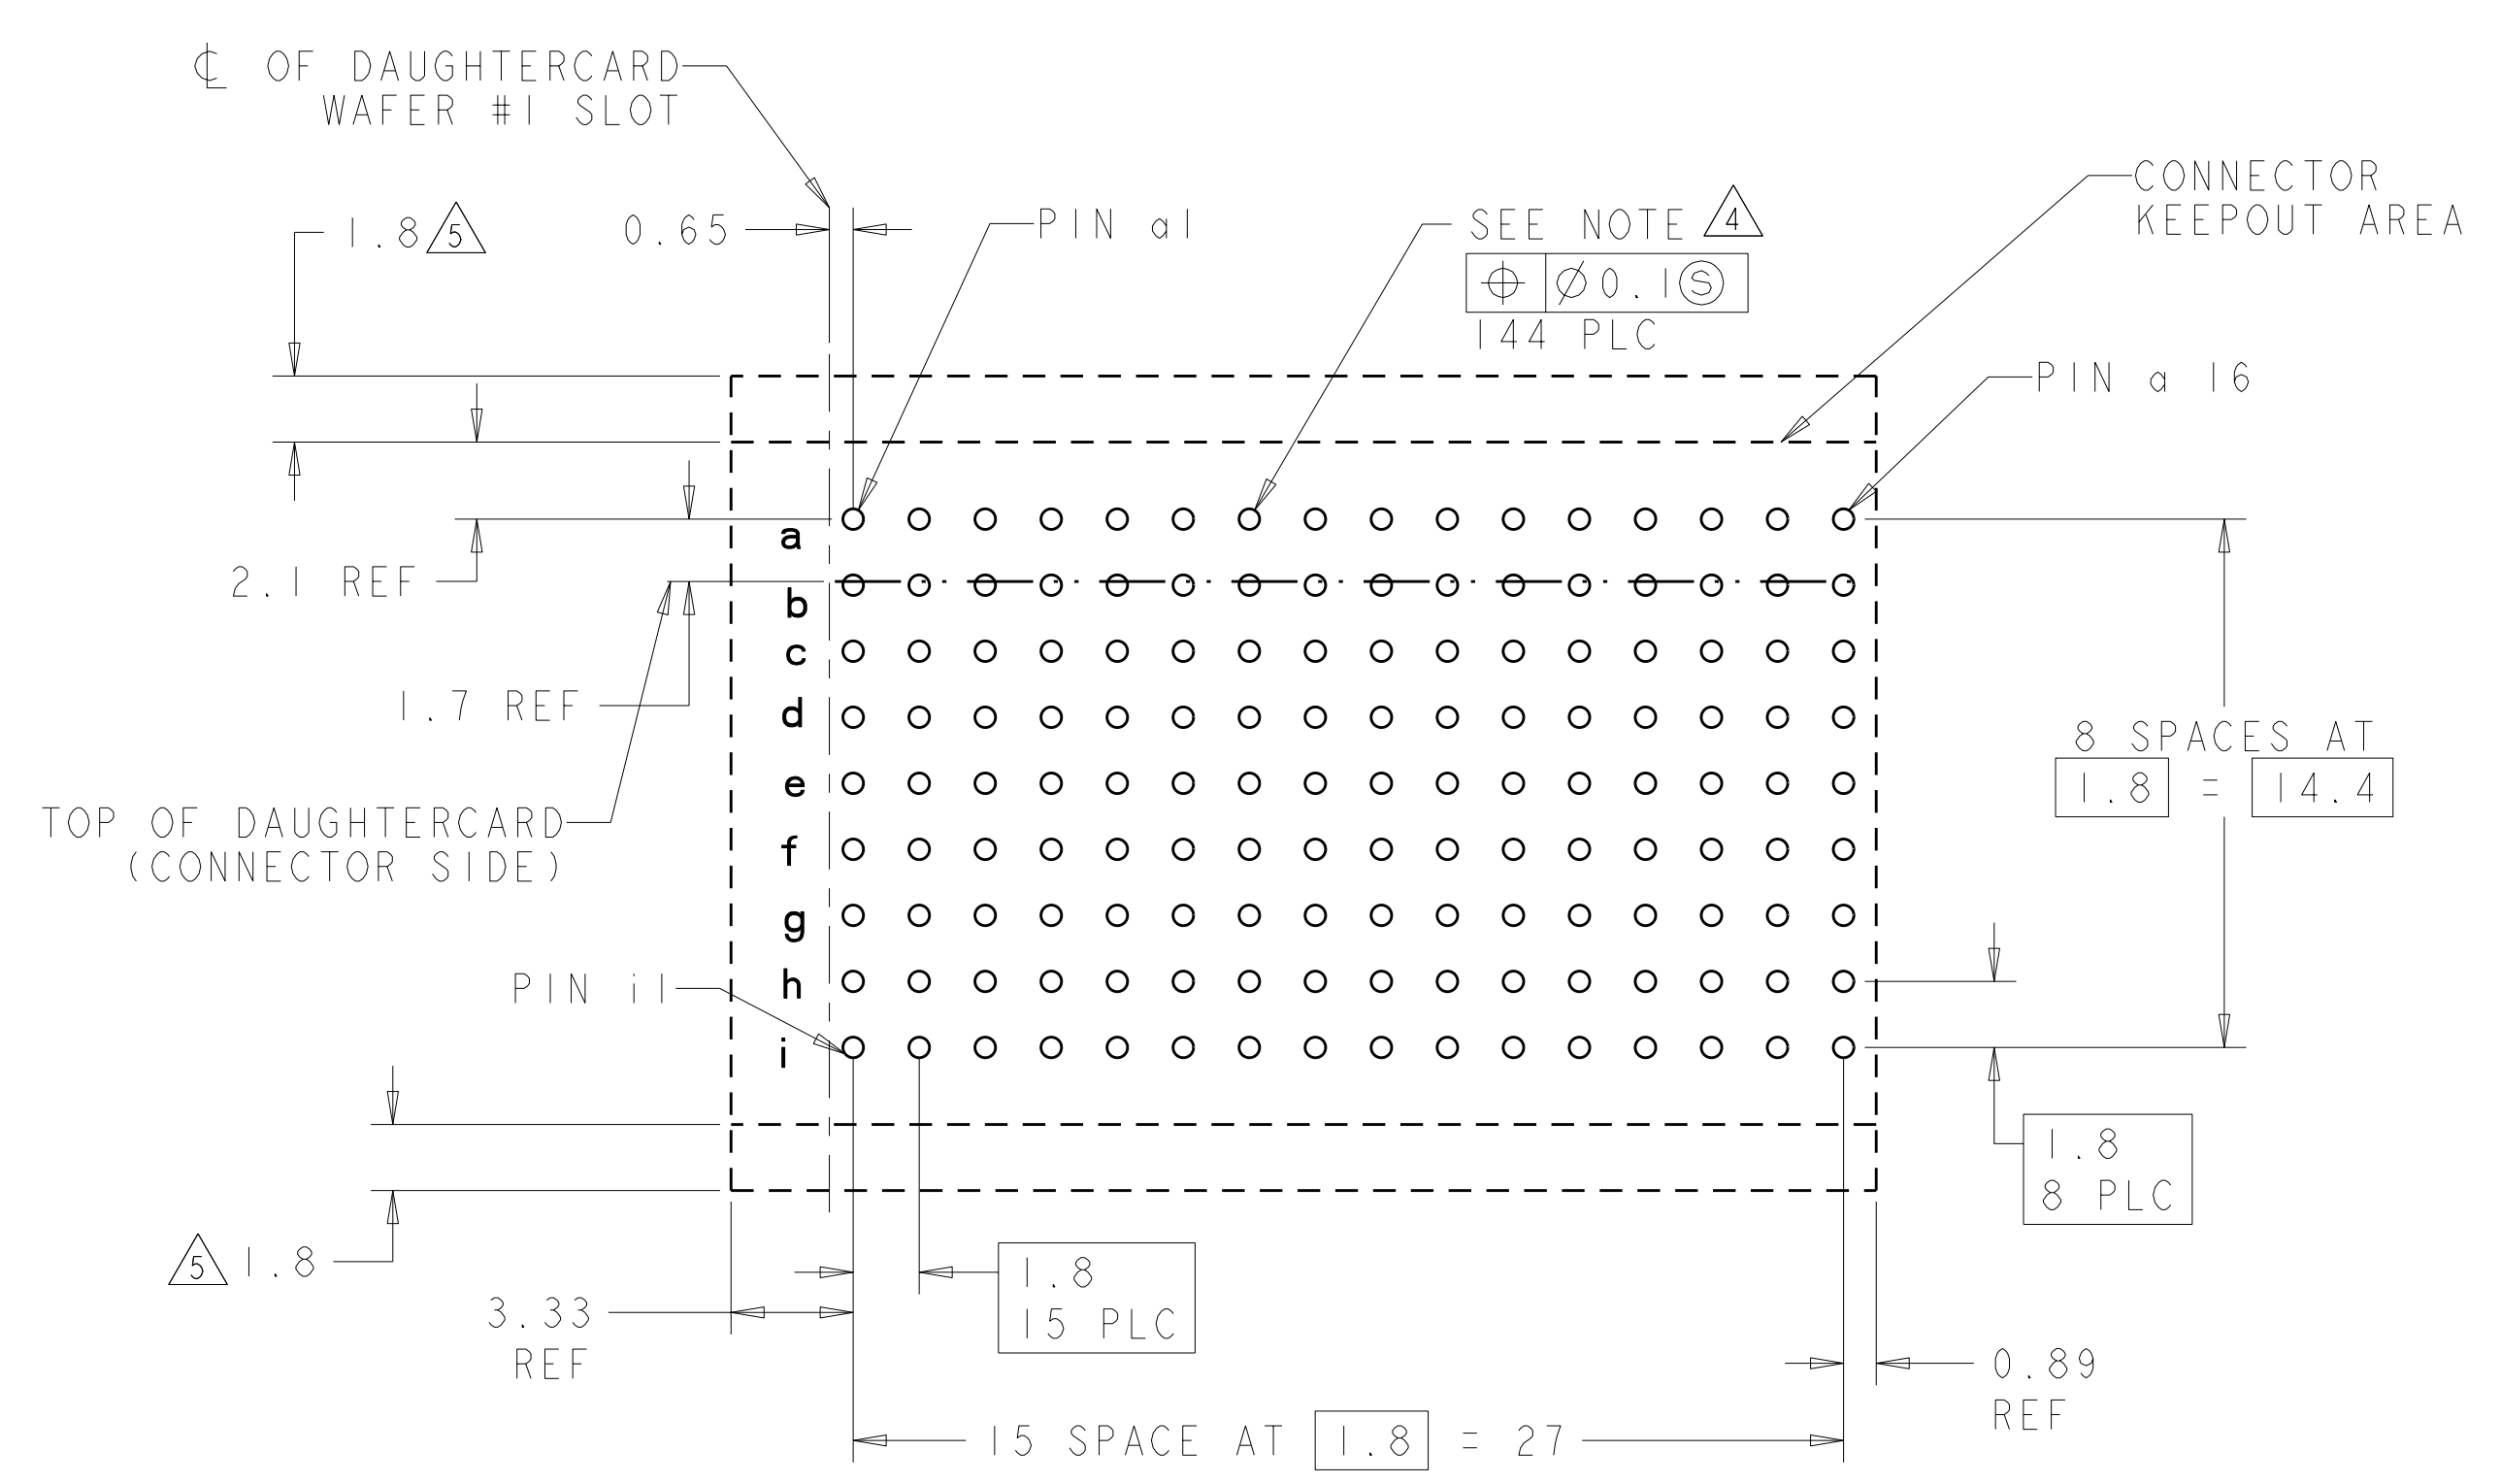 ℄ OF DAUGHTERCARD
WAFER #1 SLOT
1.8 5
0.65
PIN a1
SEE NOTE 4
⌖ ⌀0.1Ⓢ
144 PLC
CONNECTOR
KEEPOUT AREA
PIN a 16
a
2.1 REF
b
c
1.7 REF
d
8 SPACES AT
1.8 = 14.4
e
TOP OF DAUGHTERCARD
(CONNECTOR SIDE)
f
g
PIN i1
h
i
1.8
8 PLC
5 1.8
1.8
15 PLC
3.33
REF
0.89
REF
15 SPACE AT 1.8 = 27